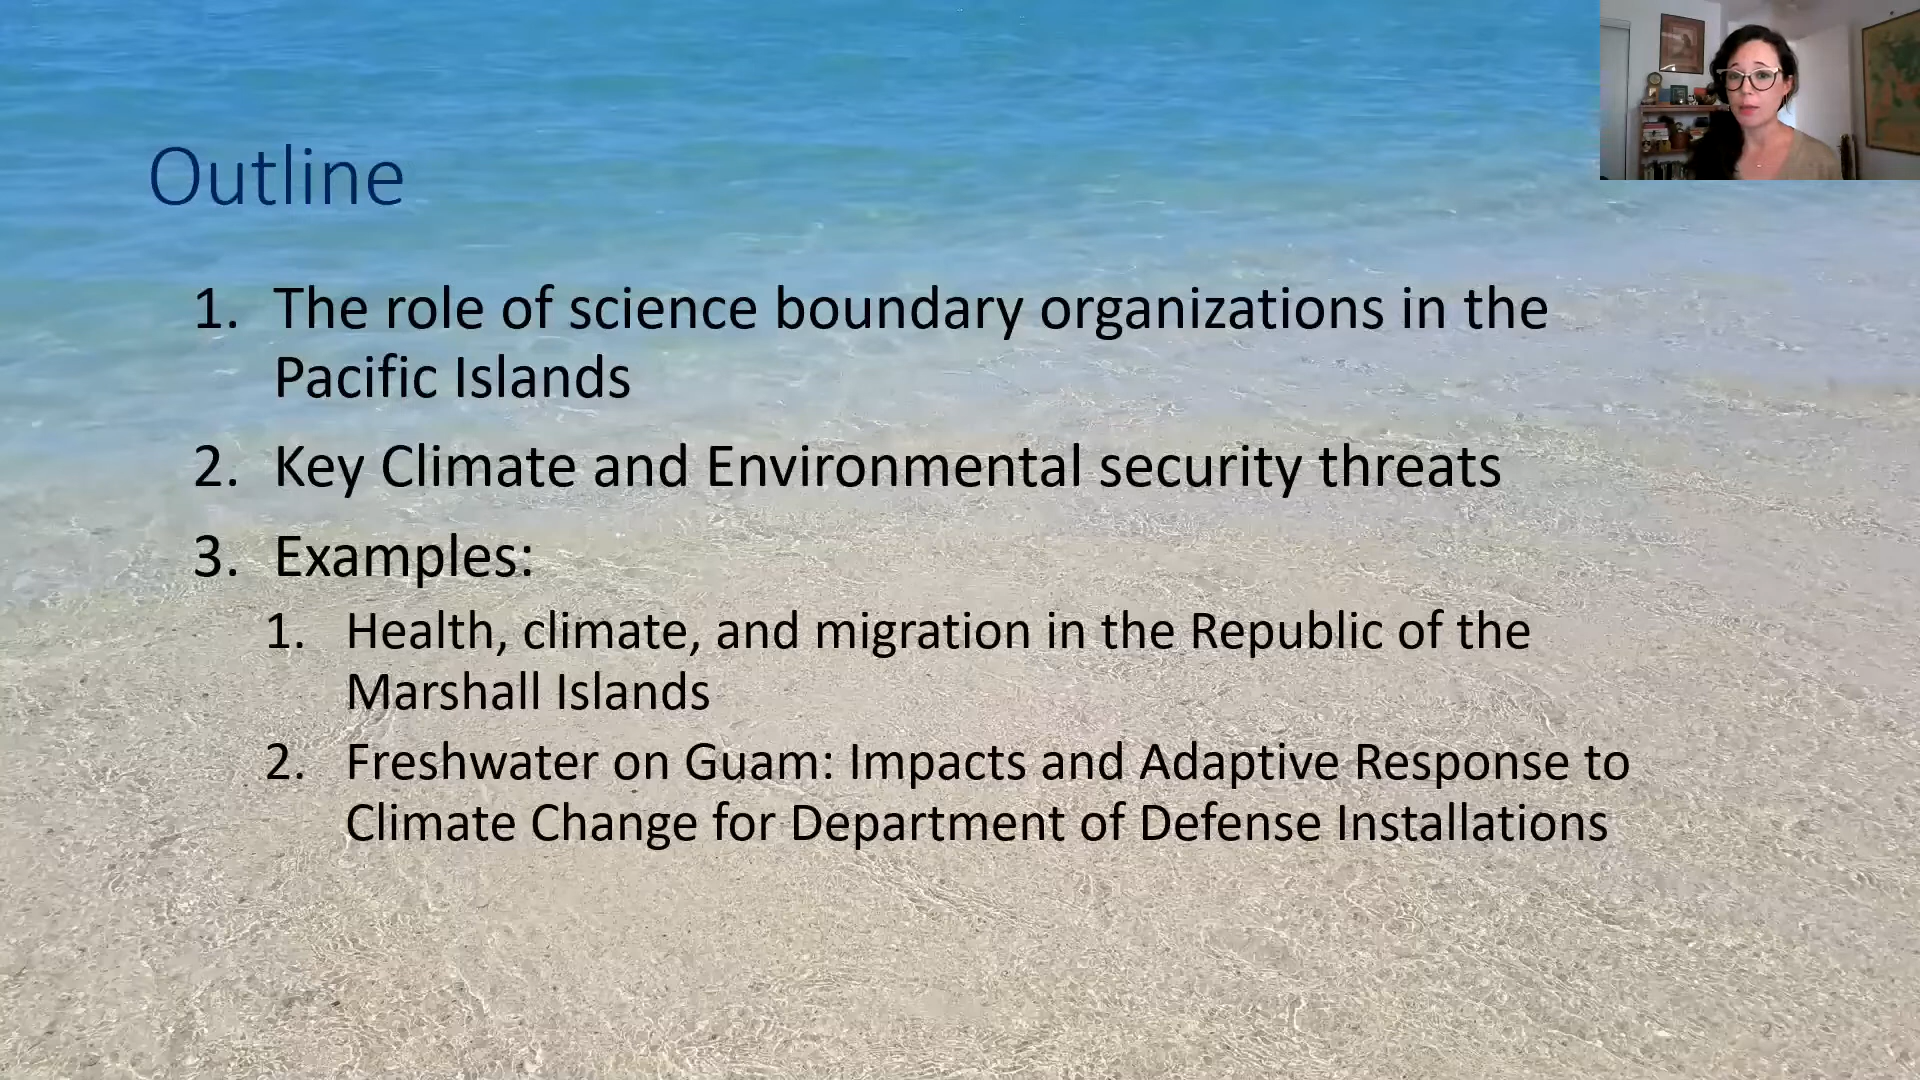 Outline
1. The role of science boundary organizations in the
Pacific Islands
2. Key Climate and Environmental security threats
3. Examples:
1. Health, climate, and migration in the Republic of the
Marshall Islands
2. Freshwater on Guam: Impacts and Adaptive Response to
Climate Change for Department of Defense Installations